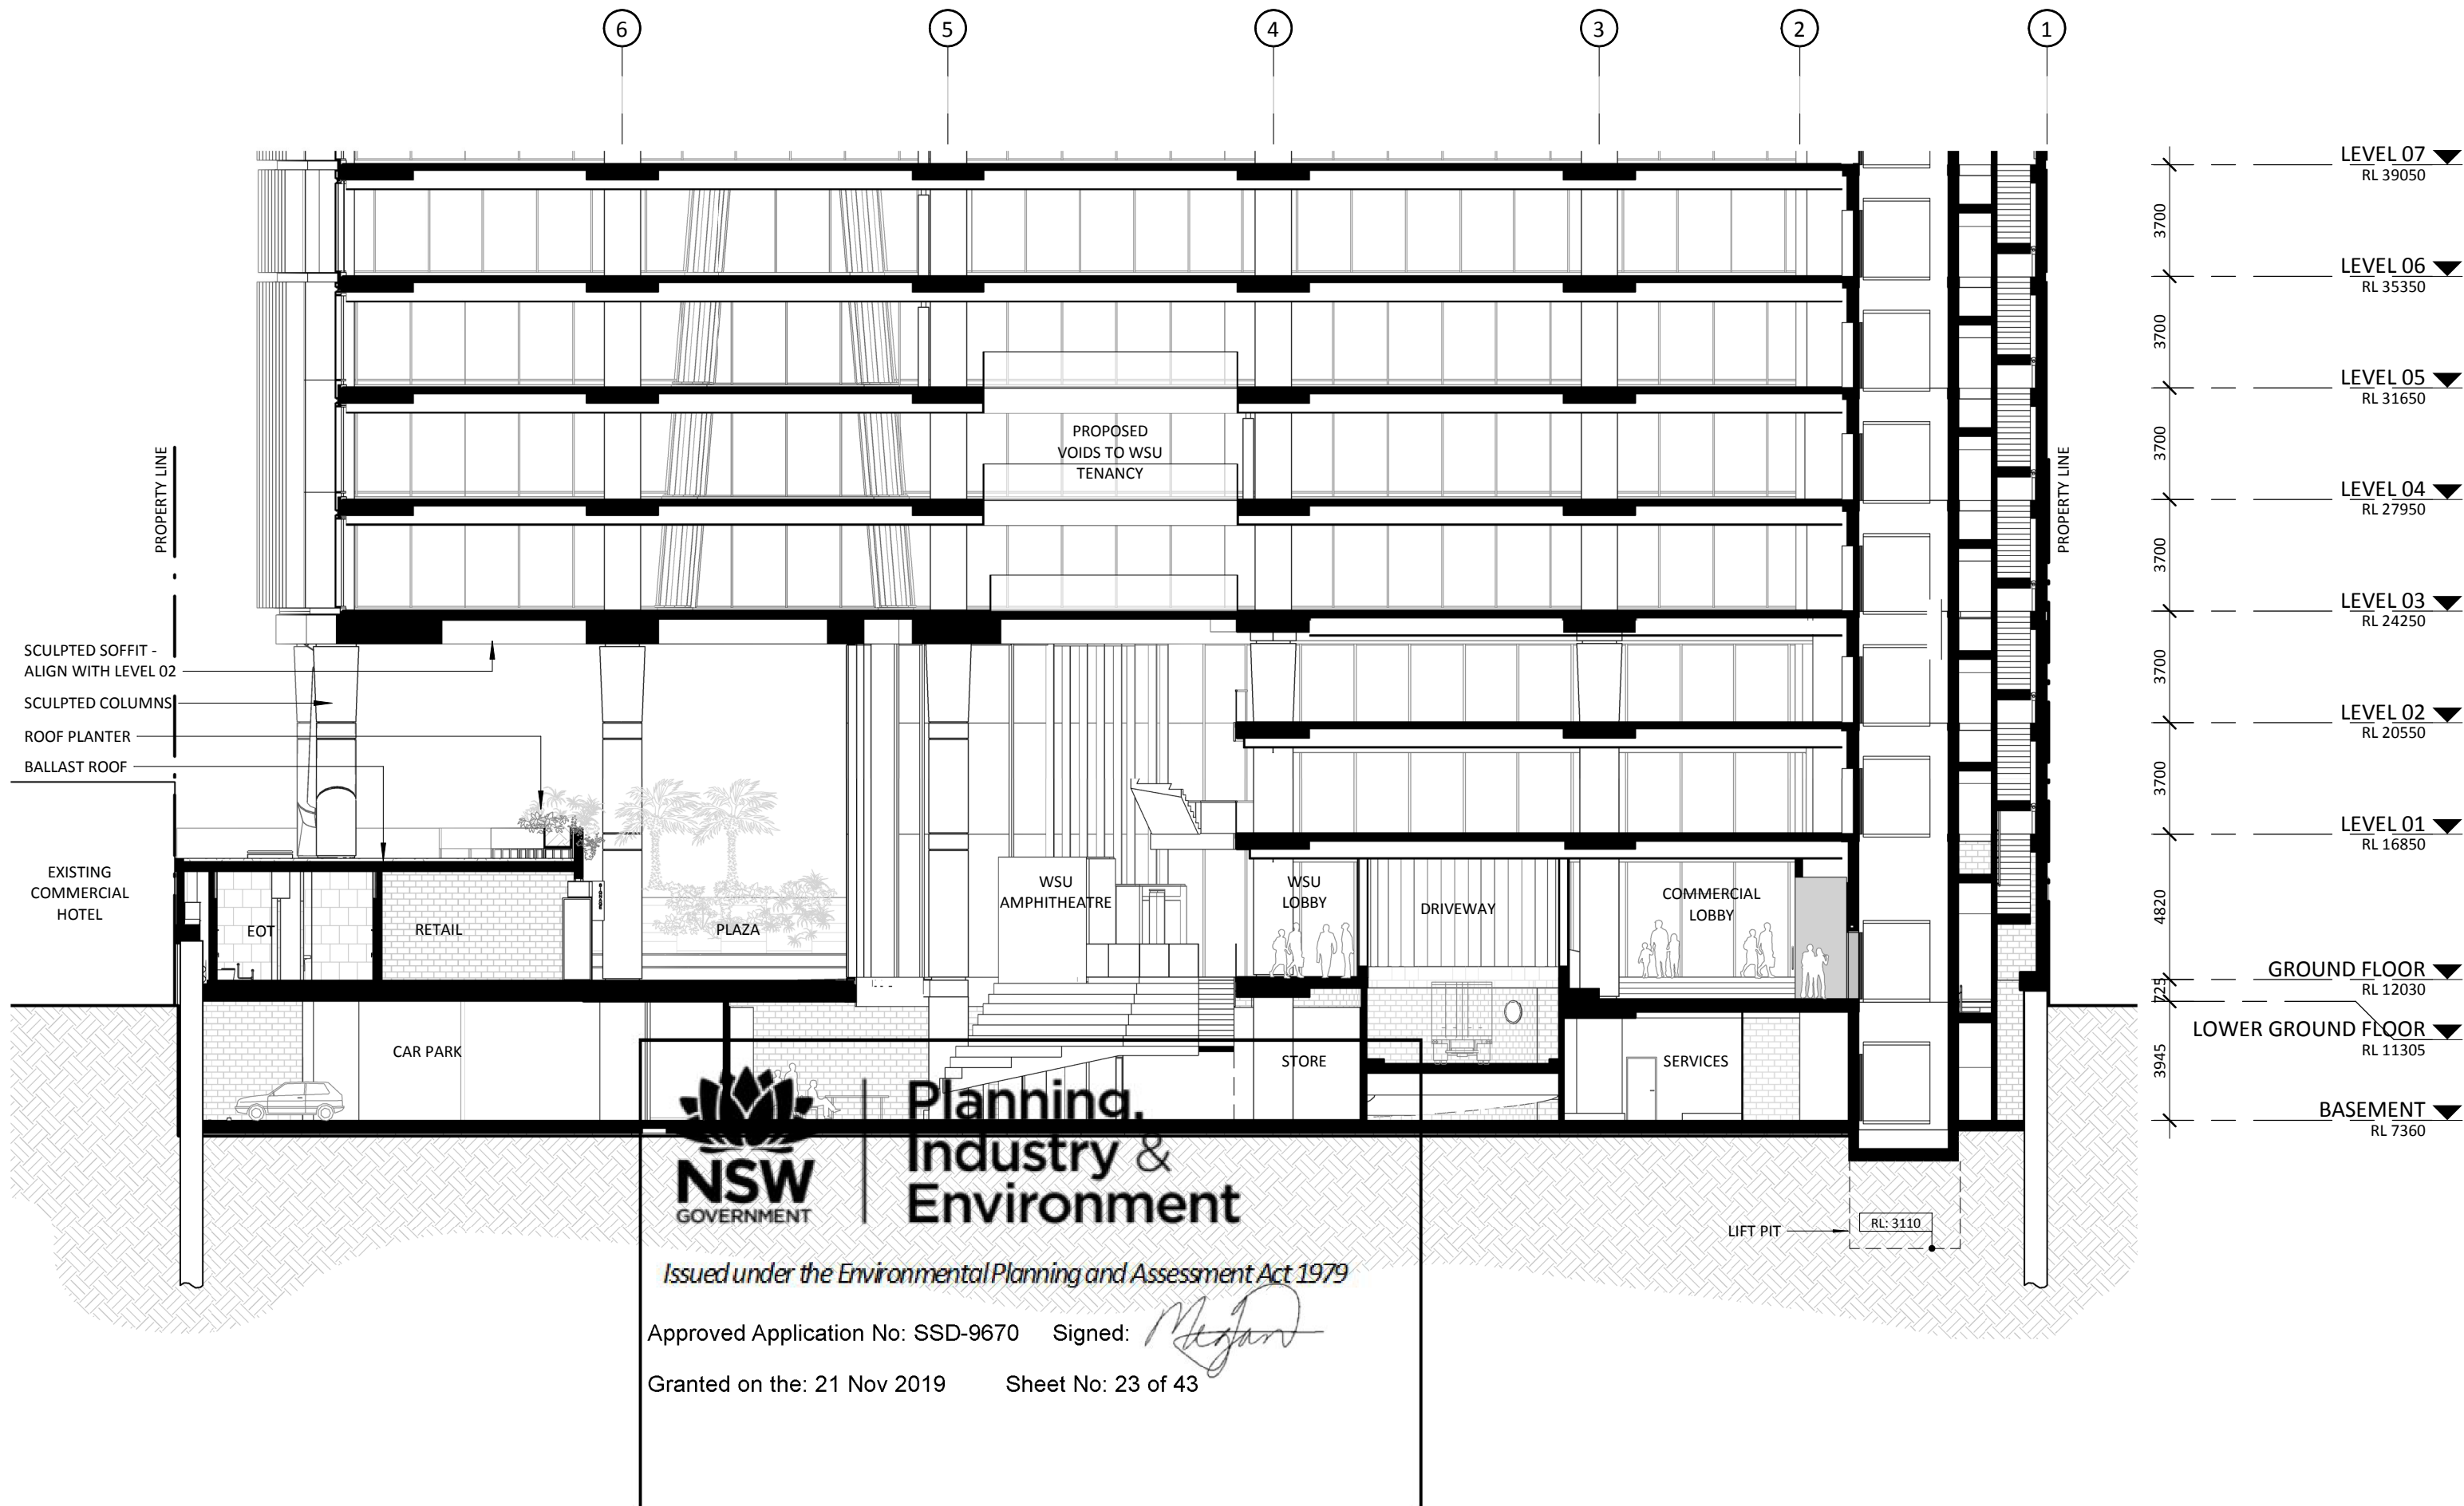 6
5
4
3
2
1
LEVEL 07
RL 39050
3700
LEVEL 06
RL 35350
3700
LEVEL 05
RL 31650
3700
LEVEL 04
RL 27950
3700
LEVEL 03
RL 24250
3700
LEVEL 02
RL 20550
3700
LEVEL 01
RL 16850
4820
GROUND FLOOR
RL 12030
725
LOWER GROUND FLOOR
RL 11305
3945
BASEMENT
RL 7360
PROPERTY LINE
PROPERTY LINE
PROPOSED
VOIDS TO WSU
TENANCY
SCULPTED SOFFIT -
ALIGN WITH LEVEL 02
SCULPTED COLUMNS
ROOF PLANTER
BALLAST ROOF
EXISTING
COMMERCIAL
HOTEL
EOT
RETAIL
PLAZA
WSU
AMPHITHEATRE
WSU
LOBBY
DRIVEWAY
COMMERCIAL
LOBBY
CAR PARK
STORE
SERVICES
LIFT PIT
RL: 3110
NSW
GOVERNMENT
Planning,
Industry &
Environment
Issued under the Environmental Planning and Assessment Act 1979
Approved Application No: SSD-9670 Signed:
Granted on the: 21 Nov 2019 Sheet No: 23 of 43